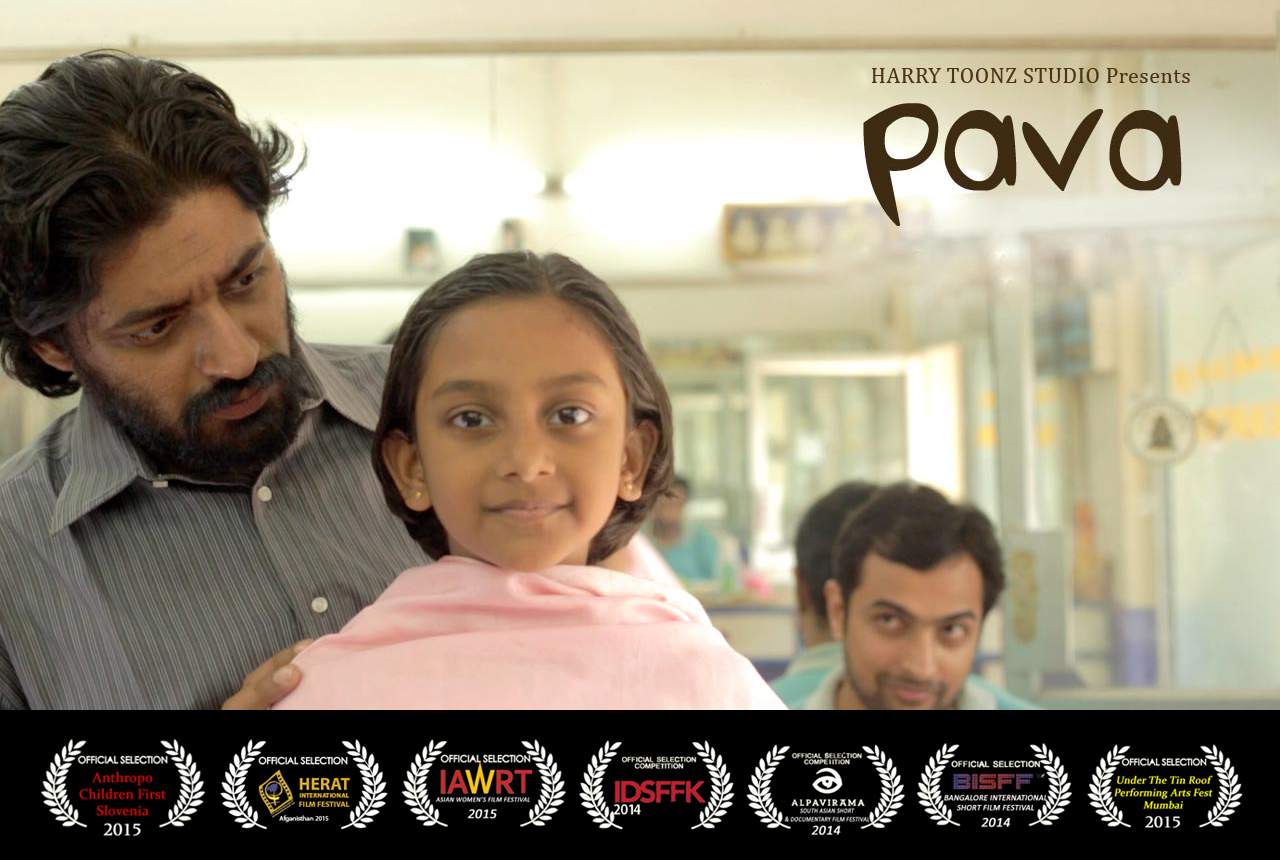 HARRY TOONZ STUDIO Presents
pava
OFFICIAL SELECTION
Anthropo
Children First
Slovenia
2015
OFFICIAL SELECTION
HERAT
INTERNATIONAL
FILM FESTIVAL
Afganisthan 2015
OFFICIAL SELECTION
IAWRT
ASIAN WOMEN'S FILM FESTIVAL
2015
OFFICIAL SELECTION
COMPETITION
IDSFFK
2014
OFFICIAL SELECTION
COMPETITION
ALPAVIRAMA
SOUTH ASIAN SHORT
& DOCUMENTARY FILM FESTIVAL
2014
OFFICIAL SELECTION
BISFF
BANGALORE INTERNATIONAL
SHORT FILM FESTIVAL
2014
OFFICIAL SELECTION
Under The Tin Roof
Performing Arts Fest
Mumbai
2015